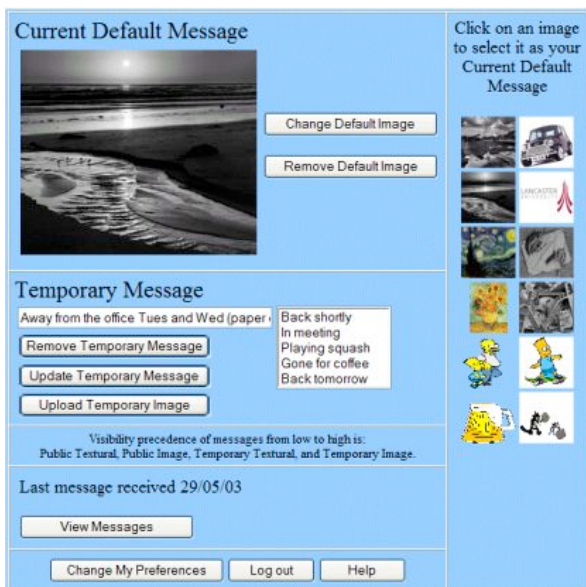 Current Default Message
Change Default Image
Remove Default Image
Temporary Message
Away from the office Tues and Wed (paper
Remove Temporary Message
Update Temporary Message
Upload Temporary Image
Back shortly
In meeting
Playing squash
Gone for coffee
Back tomorrow
Visibility precedence of messages from low to high is:
Public Textural, Public Image, Temporary Textural, and Temporary Image.
Last message received 29/05/03
View Messages
Change My Preferences
Log out
Help
Click on an image
to select it as your
Current Default
Message
LANCASTER
UNIVERSITY